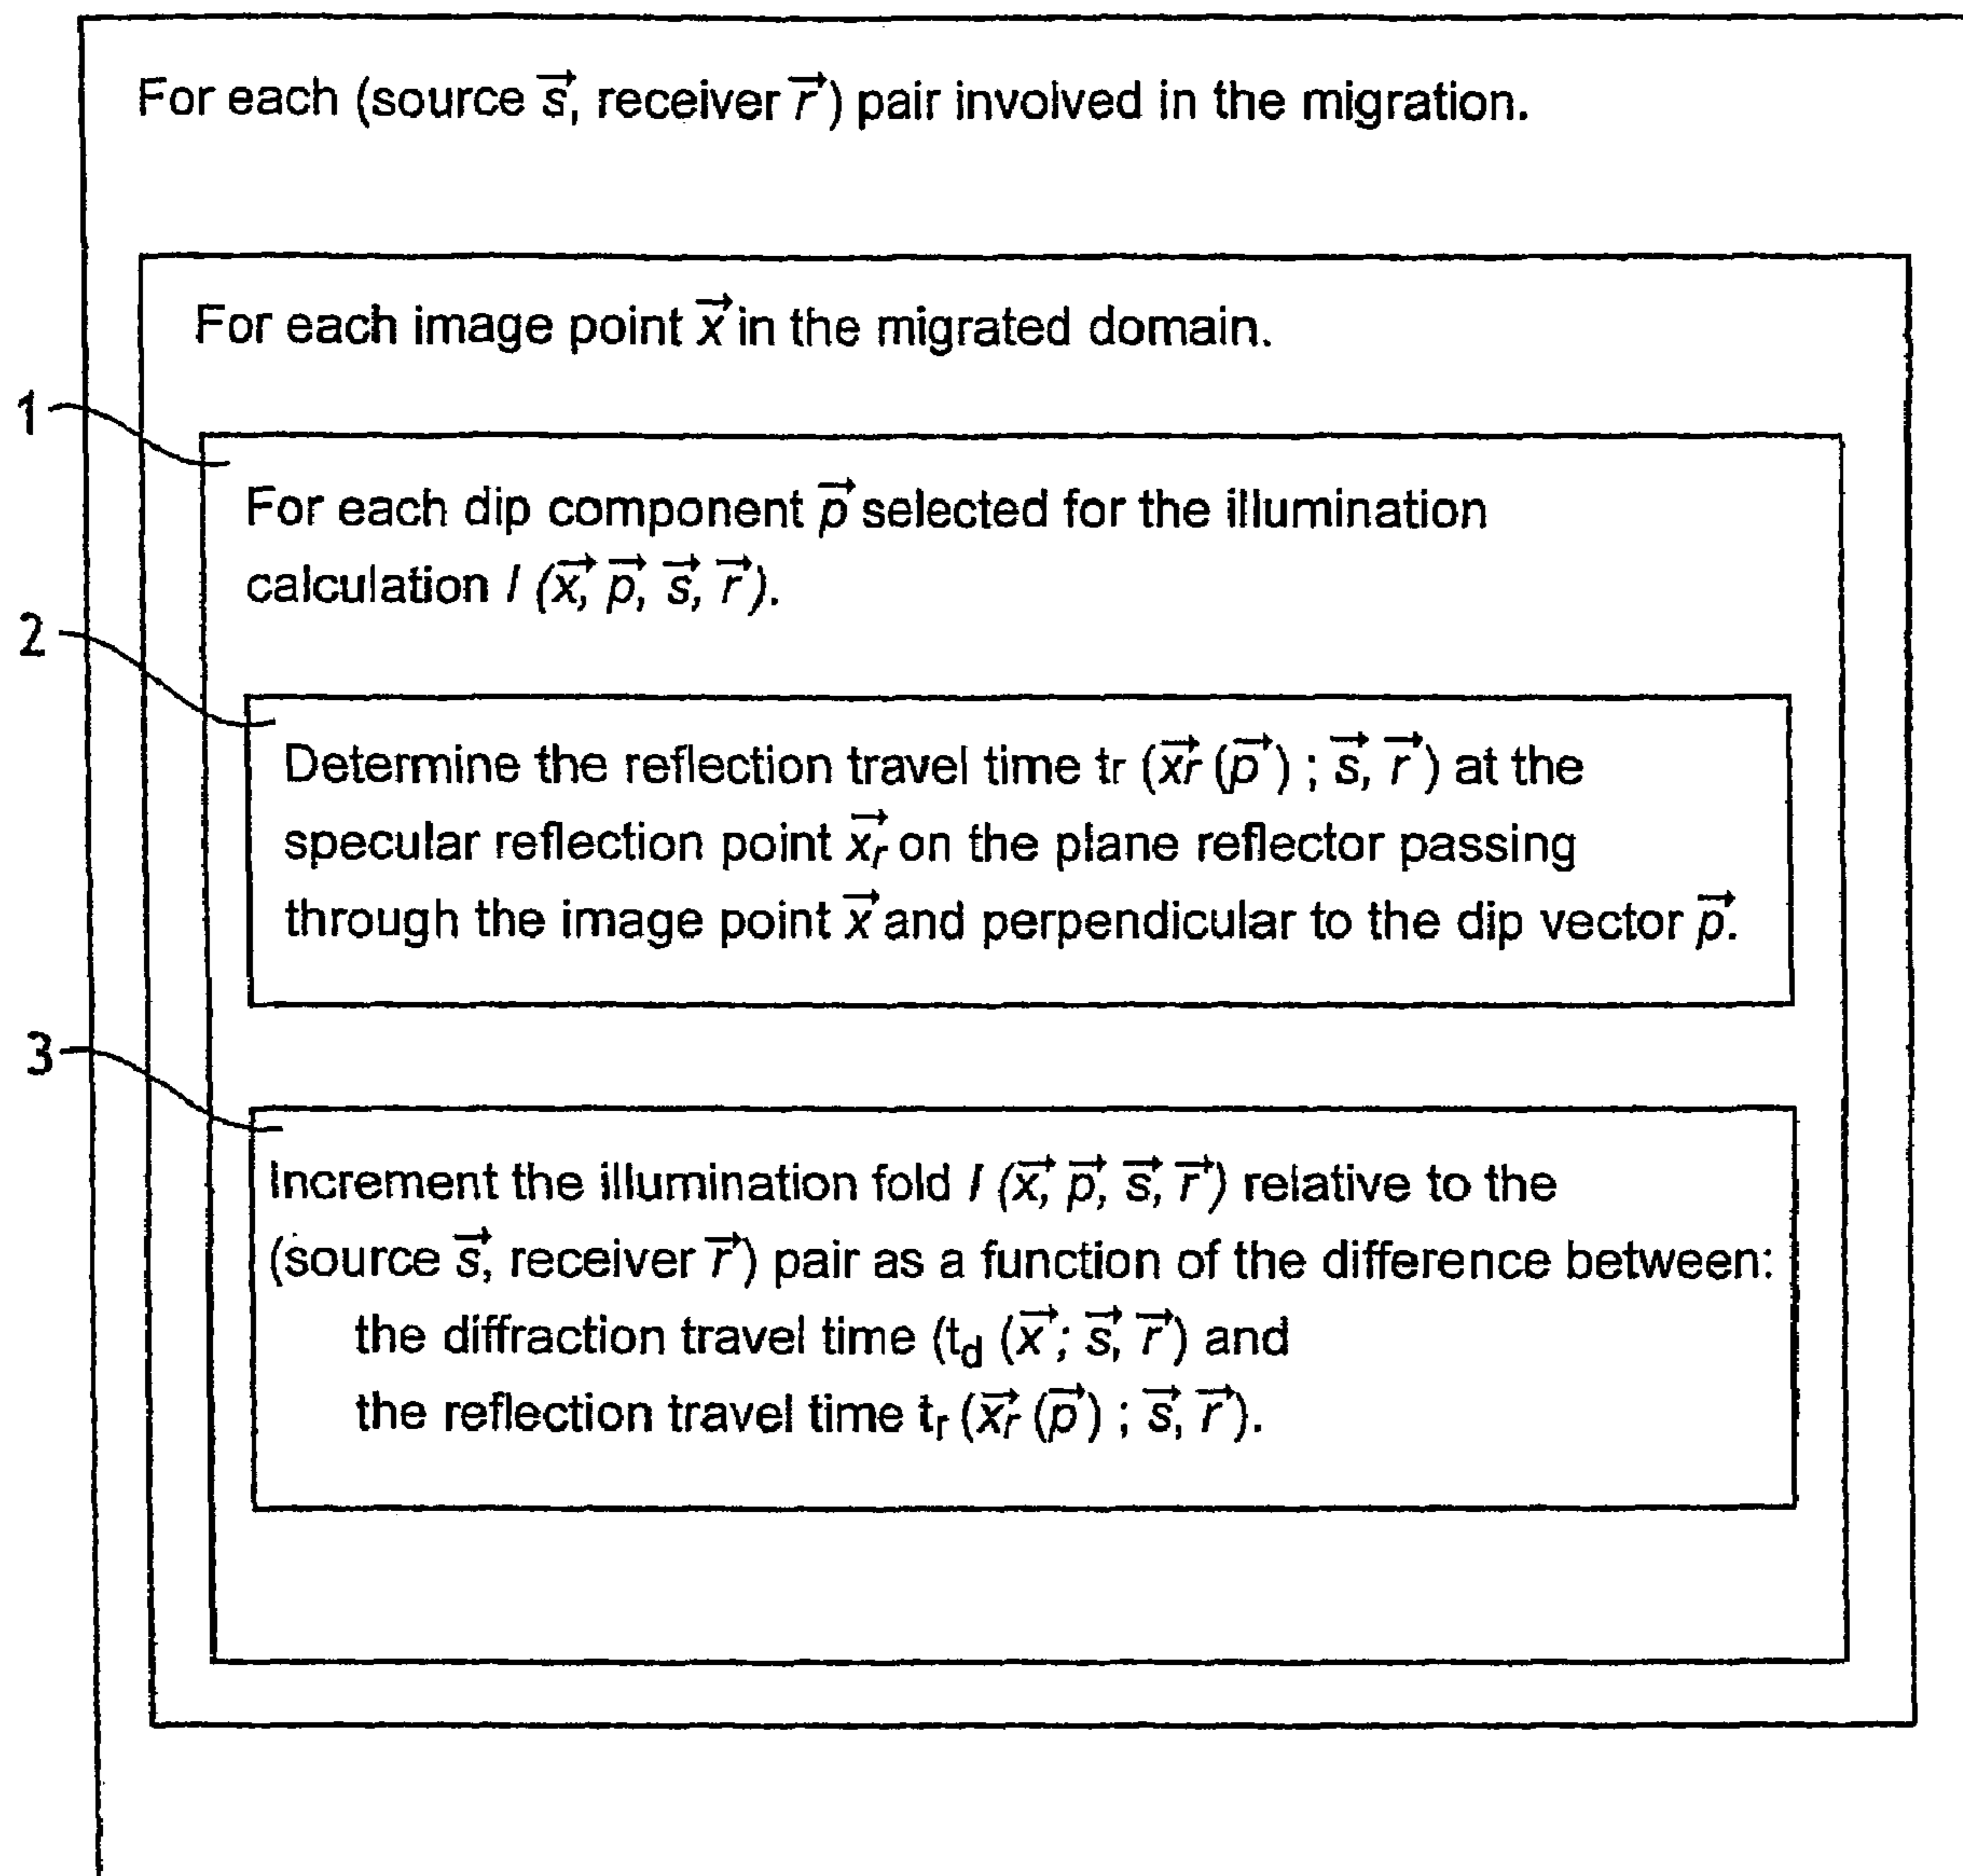 For each (source s⃗, receiver r⃗) pair involved in the migration.
For each image point x⃗ in the migrated domain.
1
For each dip component p⃗ selected for the illumination
calculation I (x⃗, p⃗, s⃗, r⃗).
2
Determine the reflection travel time tr (x⃗r (p⃗) ; s⃗, r⃗) at the
specular reflection point x⃗r on the plane reflector passing
through the image point x⃗ and perpendicular to the dip vector p⃗.
3
Increment the illumination fold I (x⃗, p⃗, s⃗, r⃗) relative to the
(source s⃗, receiver r⃗) pair as a function of the difference between:
the diffraction travel time (td (x⃗; s⃗, r⃗) and
the reflection travel time tr (x⃗r (p⃗) ; s⃗, r⃗).